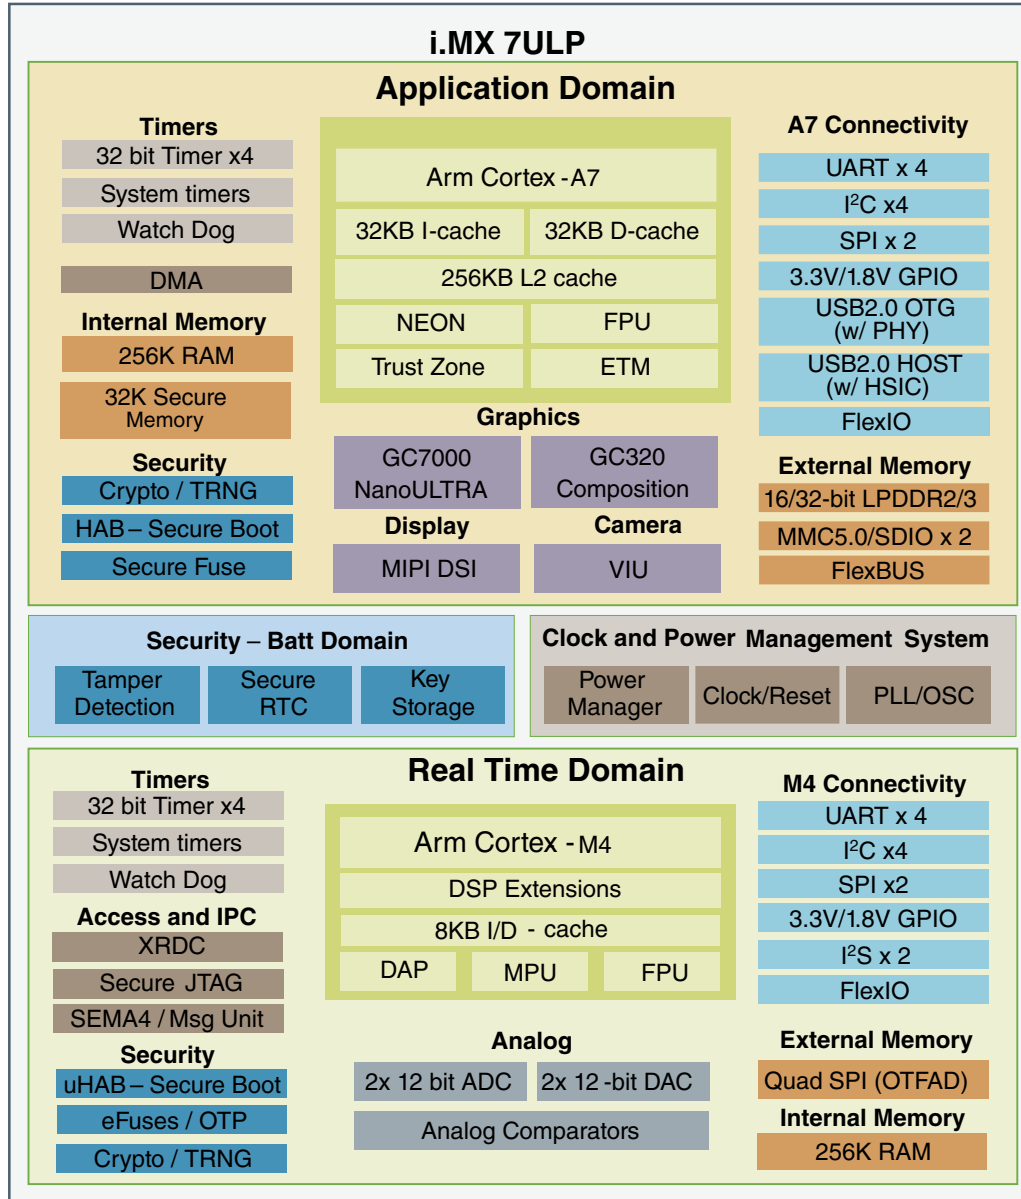 i.MX 7ULP
Application Domain
Timers
32 bit Timer x4
System timers
Watch Dog
DMA
Internal Memory
256K RAM
32K Secure
Memory
Security
Crypto / TRNG
HAB – Secure Boot
Secure Fuse
Arm Cortex - A7
32KB I-cache
32KB D-cache
256KB L2 cache
NEON
FPU
Trust Zone
ETM
Graphics
GC7000
NanoULTRA
GC320
Composition
Display
Camera
MIPI DSI
VIU
A7 Connectivity
UART x 4
I²C x4
SPI x 2
3.3V/1.8V GPIO
USB2.0 OTG
(w/ PHY)
USB2.0 HOST
(w/ HSIC)
FlexIO
External Memory
16/32-bit LPDDR2/3
MMC5.0/SDIO x 2
FlexBUS
Security – Batt Domain
Tamper
Detection
Secure
RTC
Key
Storage
Clock and Power Management System
Power
Manager
Clock/Reset
PLL/OSC
Real Time Domain
Timers
32 bit Timer x4
System timers
Watch Dog
Access and IPC
XRDC
Secure JTAG
SEMA4 / Msg Unit
Security
uHAB – Secure Boot
eFuses / OTP
Crypto / TRNG
Arm Cortex - M4
DSP Extensions
8KB I/D - cache
DAP
MPU
FPU
Analog
2x 12 bit ADC
2x 12 -bit DAC
Analog Comparators
M4 Connectivity
UART x 4
I²C x4
SPI x2
3.3V/1.8V GPIO
I²S x 2
FlexIO
External Memory
Quad SPI (OTFAD)
Internal Memory
256K RAM